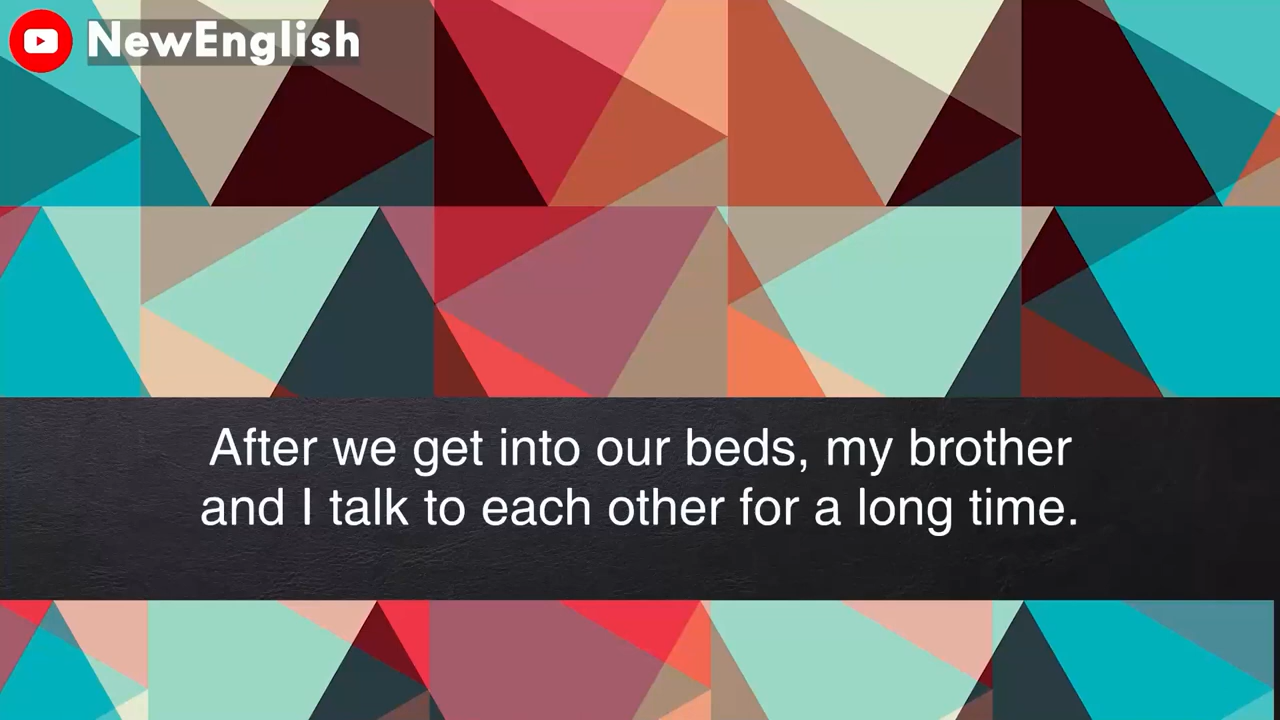 NewEnglish
After we get into our beds, my brother
and I talk to each other for a long time.